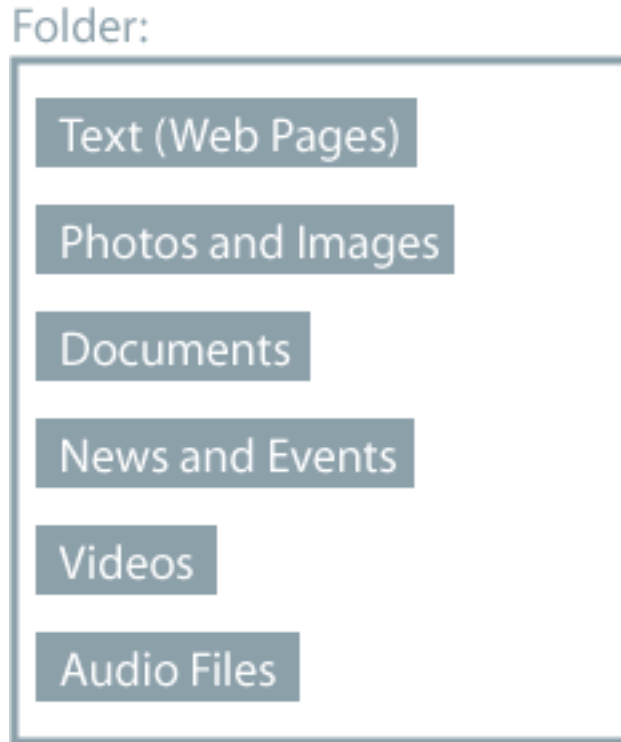 Folder:
Text (Web Pages)
Photos and Images
Documents
News and Events
Videos
Audio Files